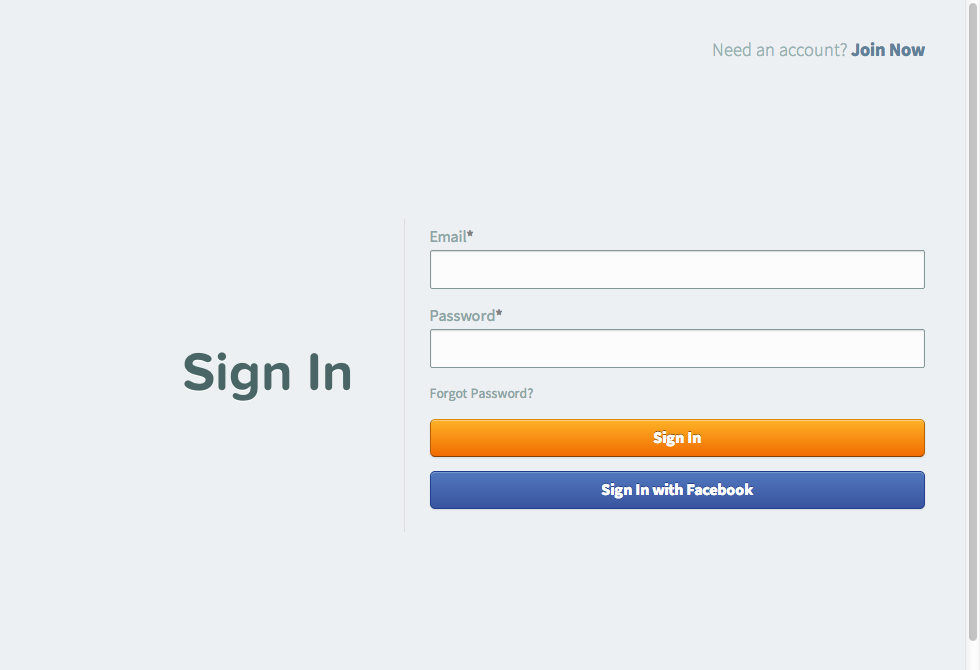 Need an account? Join Now
Email*
Password*
Sign In
Forgot Password?
Sign In
Sign In with Facebook